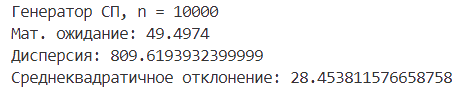 Генератор СП, n = 10000
Мат. ожидание: 49.4974
Дисперсия: 809.6193932399999
Среднеквадратичное отклонение: 28.453811576658758